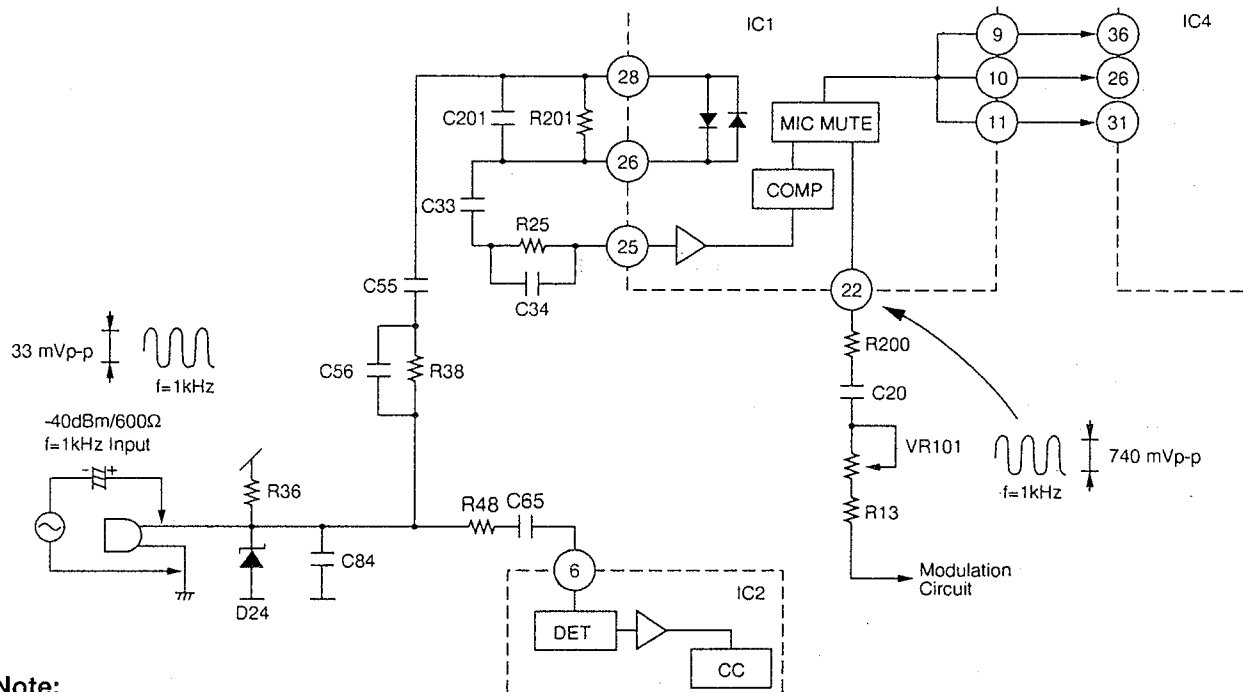 IC1
IC4
9
36
28
10
26
C201
R201
MIC MUTE
11
31
26
COMP
C33
R25
25
C34
C55
22
33 mVp-p
f=1kHz
C56
R38
R200
C20
-40dBm/600Ω
f=1kHz Input
VR101
740 mVp-p
f=1kHz
- +
R36
R48
C65
R13
C84
6
Modulation
Circuit
D24
IC2
DET
CC
Note: